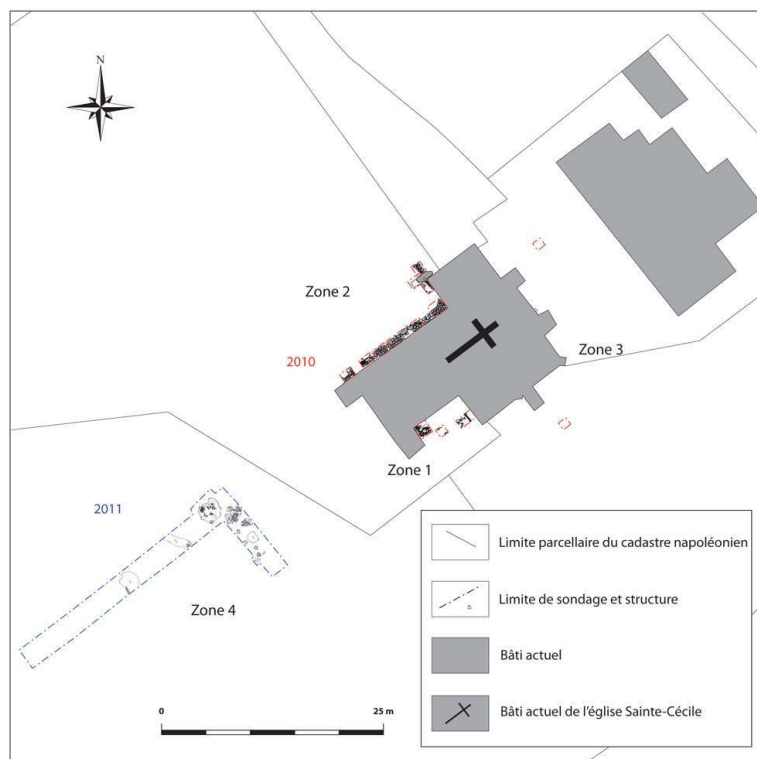 N
Zone 2
2010
Zone 3
Zone 1
2011
Zone 4
0
25 m
Limite parcellaire du cadastre napoléonien
Limite de sondage et structure
Bâti actuel
Bâti actuel de l'église Sainte-Cécile